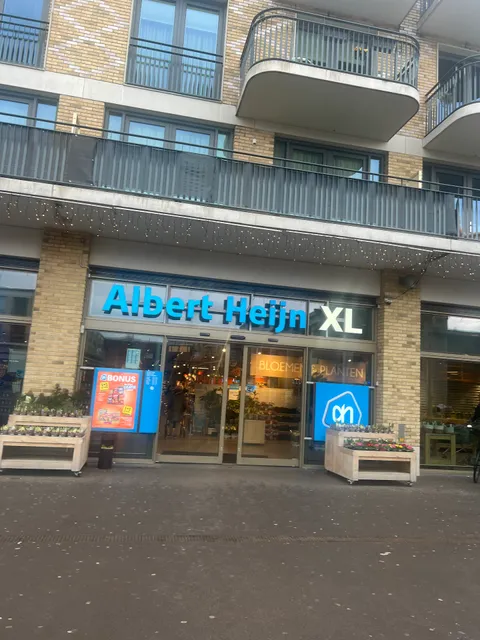 Albert Heijn XL
BLOEMEN & PLANTEN
BONUS
ah